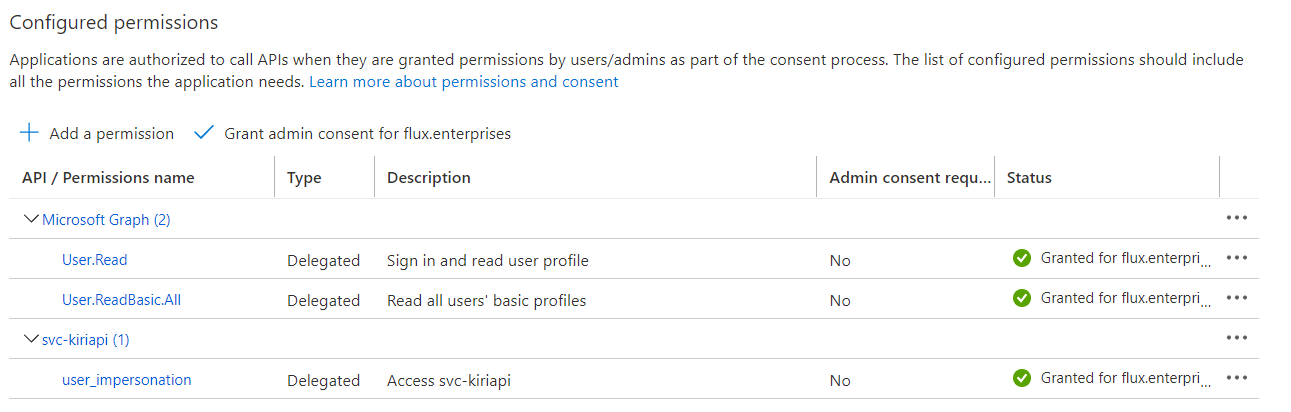 Configured permissions
Applications are authorized to call APIs when they are granted permissions by users/admins as part of the consent process. The list of configured permissions should include
all the permissions the application needs. Learn more about permissions and consent
Add a permission Grant admin consent for flux.enterprises
API / Permissions name Type Description Admin consent requ... Status
Microsoft Graph (2)
User.Read Delegated Sign in and read user profile No Granted for flux.enterpri...
User.ReadBasic.All Delegated Read all users' basic profiles No Granted for flux.enterpri...
svc-kiriapi (1)
user_impersonation Delegated Access svc-kiriapi No Granted for flux.enterpri...